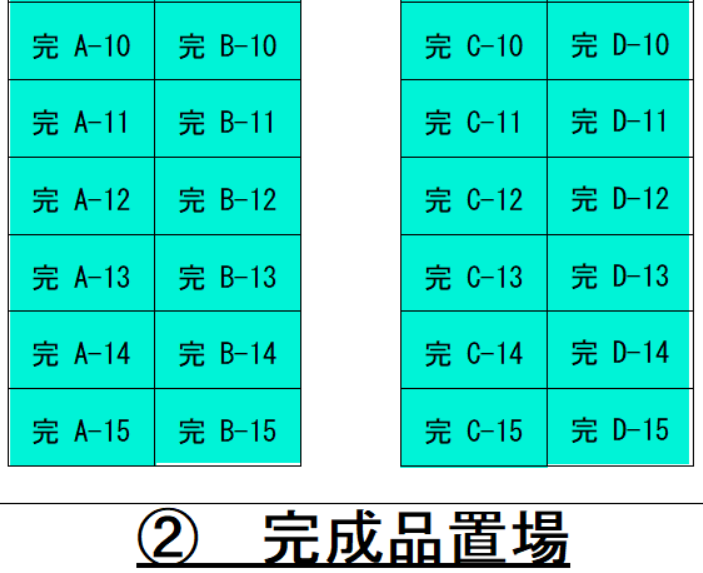 完 A-10 完 B-10 完 C-10 完 D-10
完 A-11 完 B-11 完 C-11 完 D-11
完 A-12 完 B-12 完 C-12 完 D-12
完 A-13 完 B-13 完 C-13 完 D-13
完 A-14 完 B-14 完 C-14 完 D-14
完 A-15 完 B-15 完 C-15 完 D-15
② 完成品置場